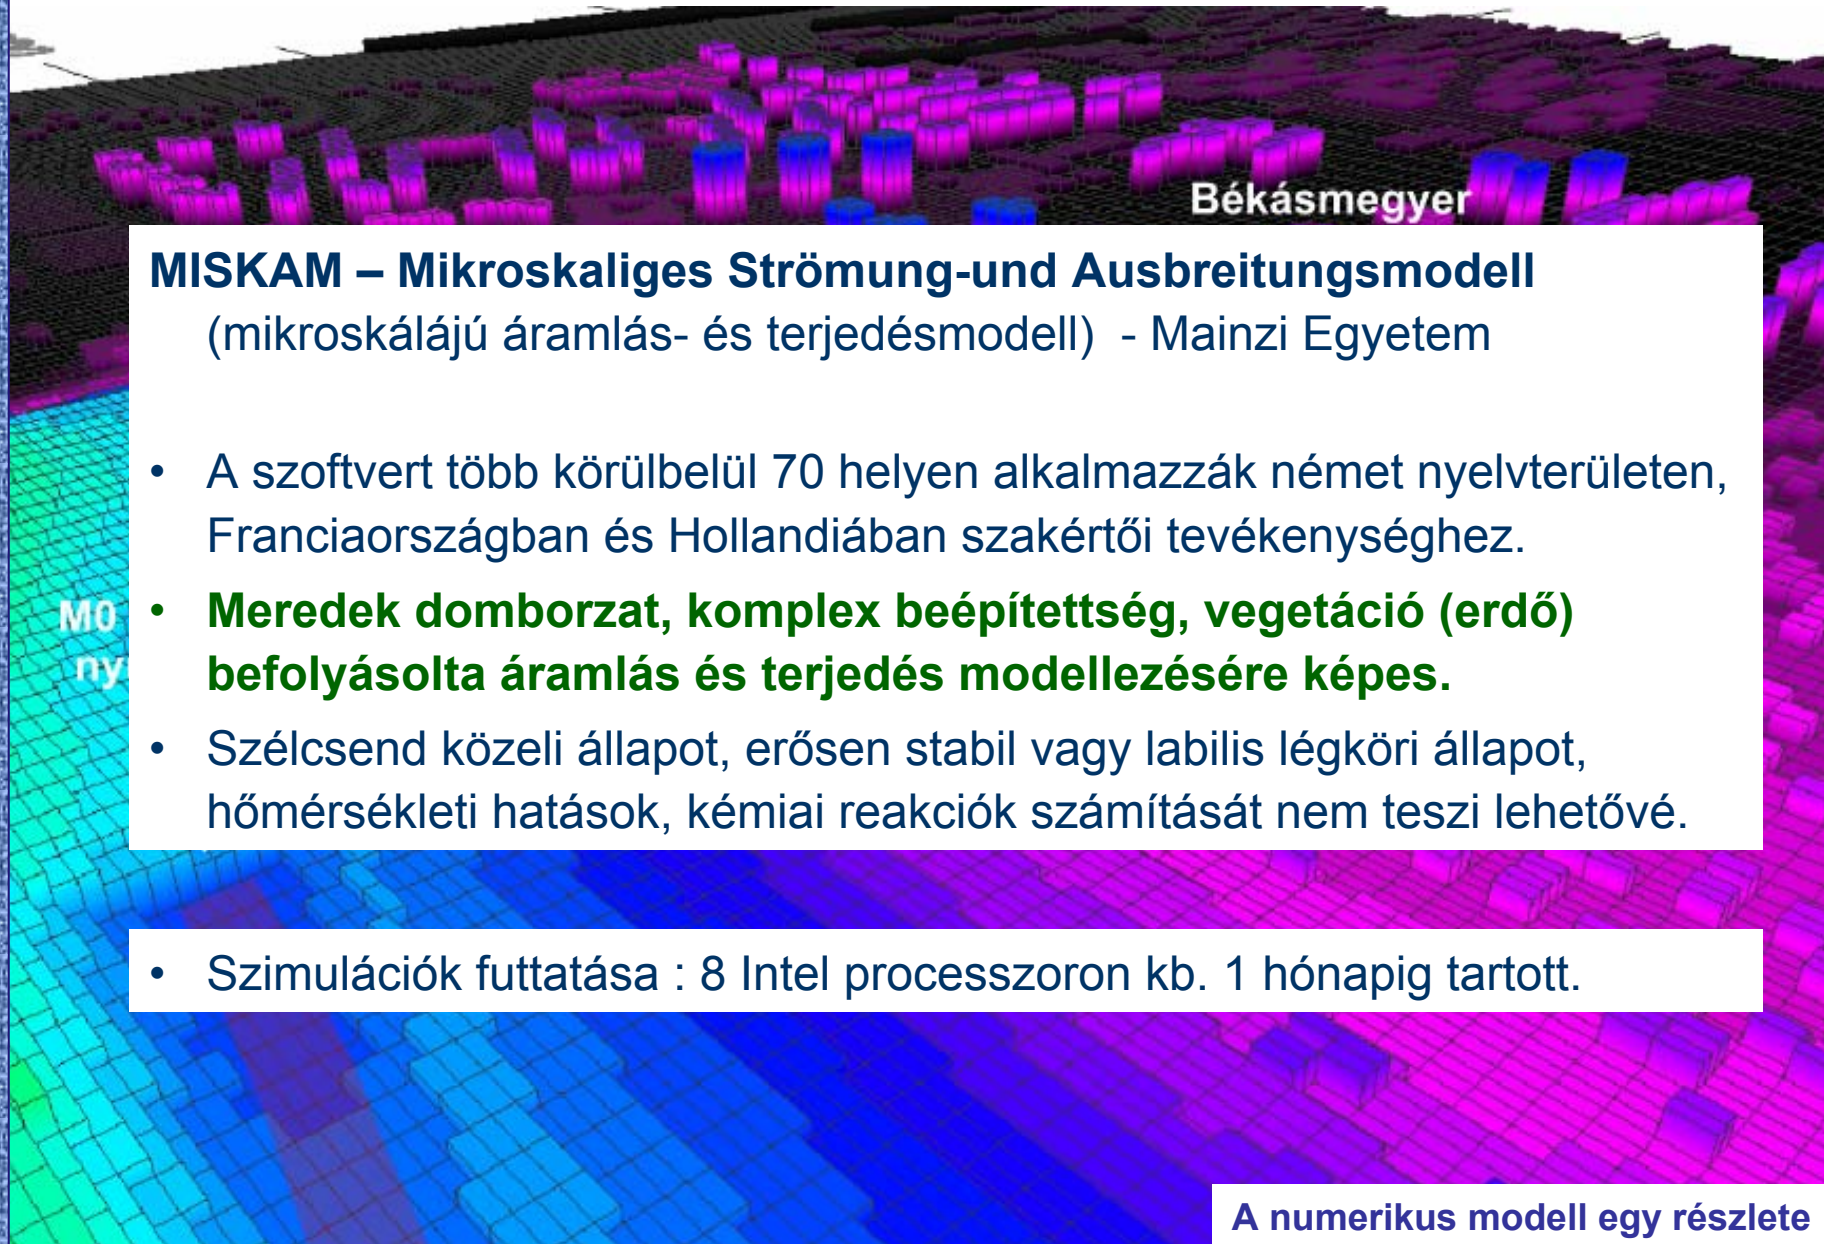 Békásmegyer
MISKAM – Mikroskaliges Strömung-und Ausbreitungsmodell
(mikroskálájú áramlás- és terjedésmodell) - Mainzi Egyetem
• A szoftvert több körülbelül 70 helyen alkalmazzák német nyelvterületen,
Franciaországban és Hollandiában szakértői tevékenységhez.
M0
• Meredek domborzat, komplex beépítettség, vegetáció (erdő)
befolyásolta áramlás és terjedés modellezésére képes.
• Szélcsend közeli állapot, erősen stabil vagy labilis légköri állapot,
hőmérsékleti hatások, kémiai reakciók számítását nem teszi lehetővé.
• Szimulációk futtatása : 8 Intel processzoron kb. 1 hónapig tartott.
A numerikus modell egy részlete